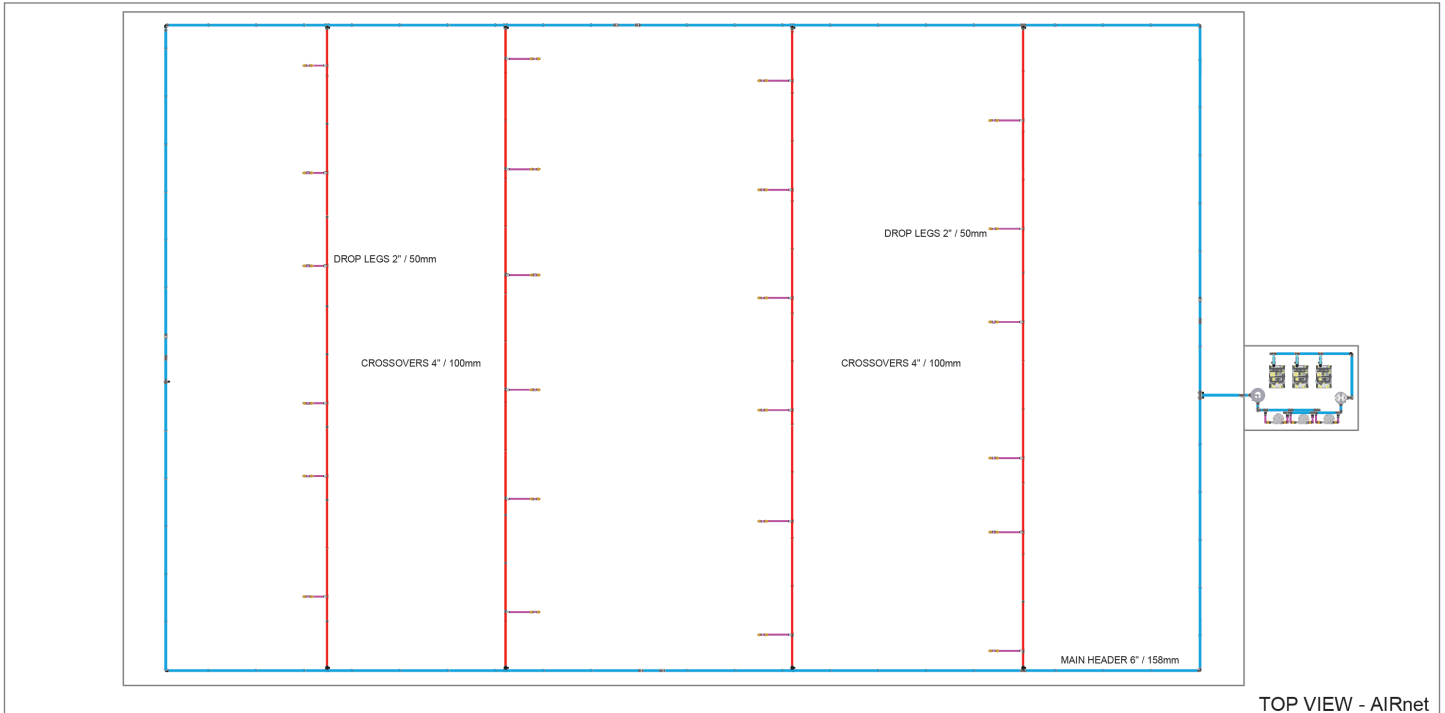 DROP LEGS 2" / 50mm
DROP LEGS 2" / 50mm
CROSSOVERS 4" / 100mm
CROSSOVERS 4" / 100mm
MAIN HEADER 6" / 158mm
TOP VIEW - AIRnet